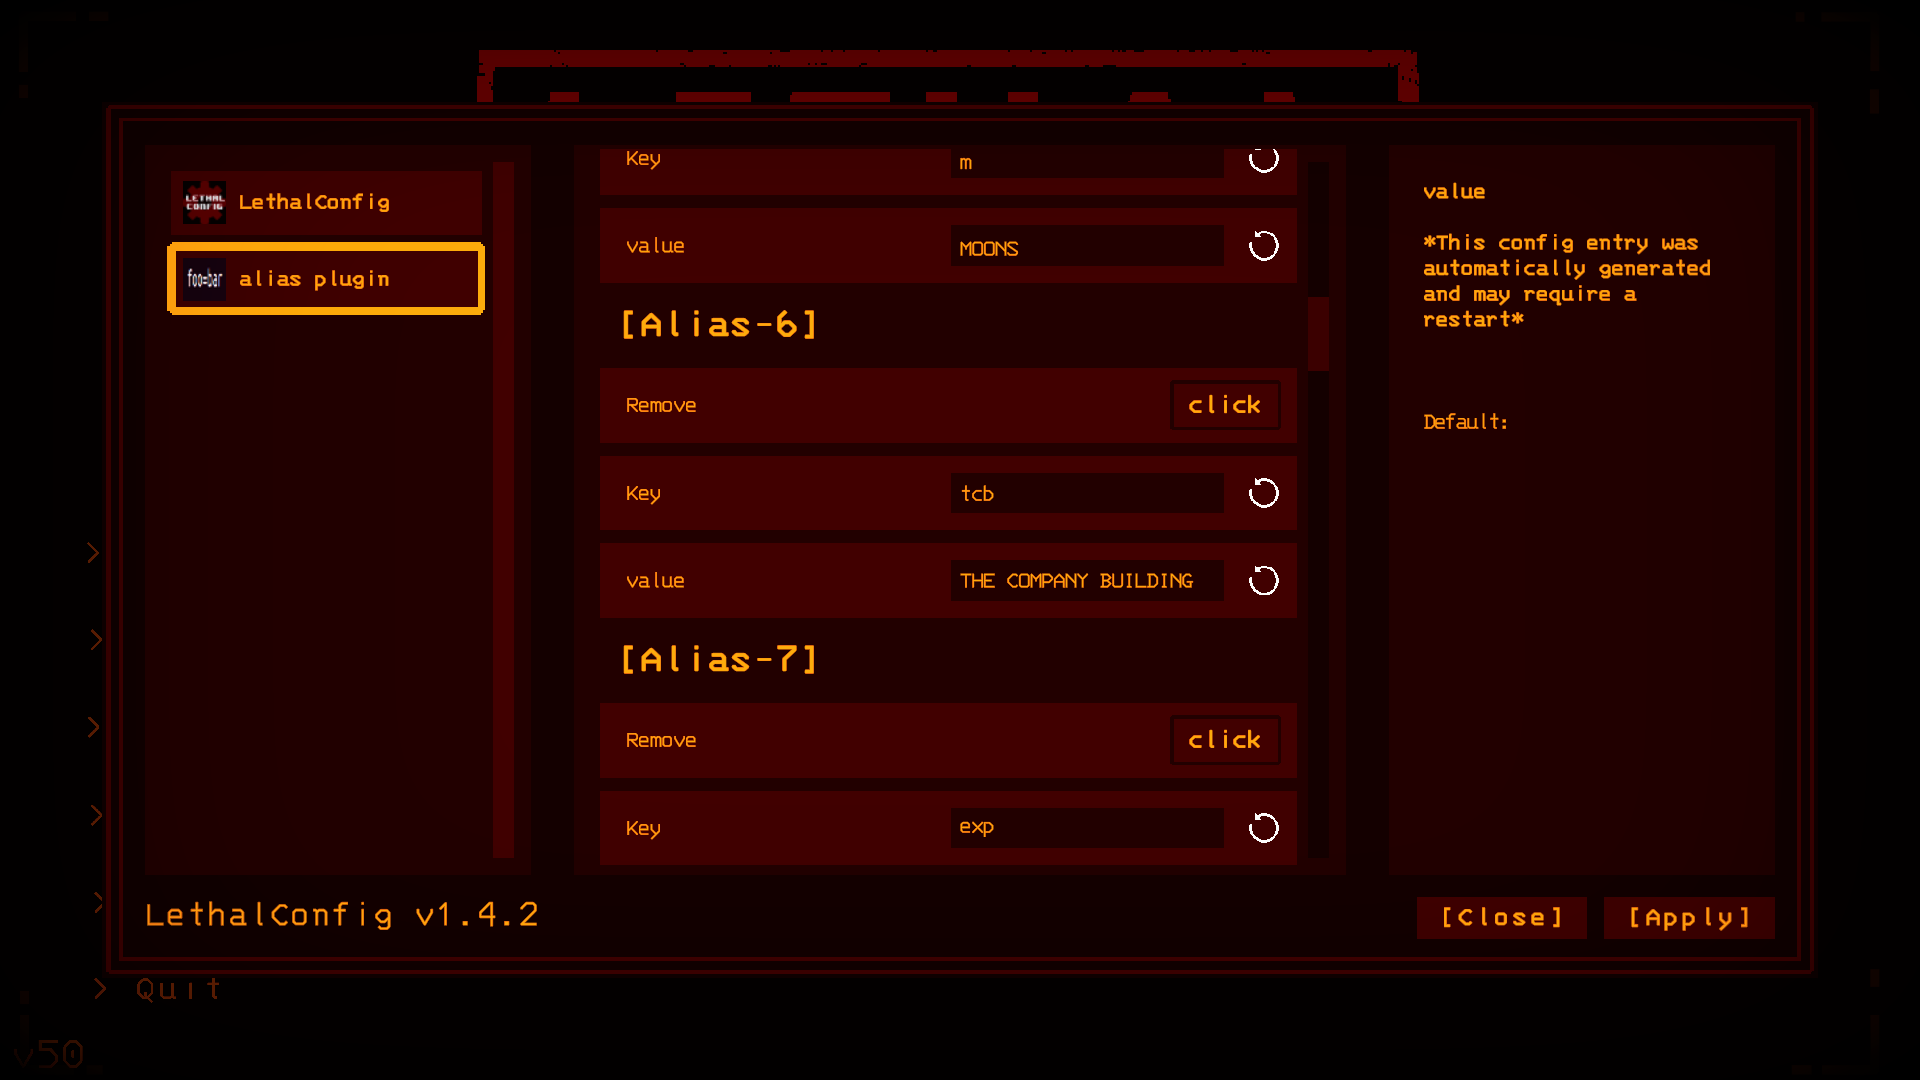 LETHAL
CONFIG
LethalConfig
foo=bar
alias plugin
Key
m
value
MOONS
[Alias-6]
Remove
click
Key
tcb
value
THE COMPANY BUILDING
[Alias-7]
Remove
click
Key
exp
value
*This config entry was
automatically generated
and may require a
restart*
Default:
LethalConfig v1.4.2
[Close]
[Apply]
> Quit
v50